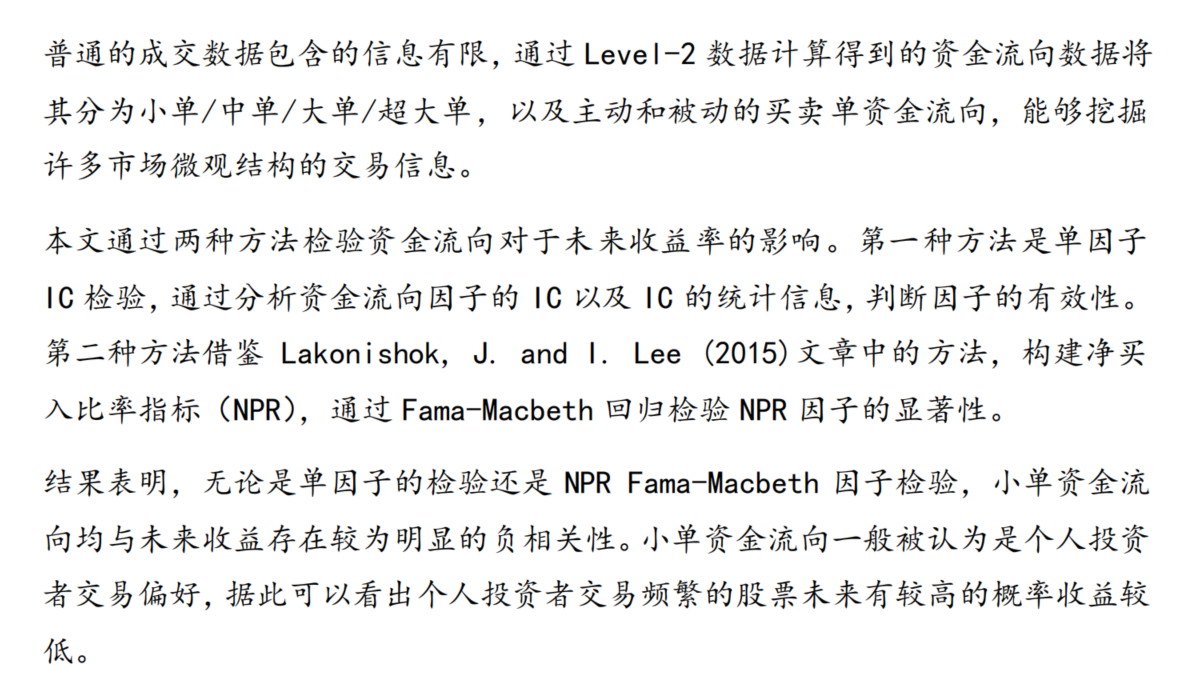 普通的成交数据包含的信息有限，通过 Level-2 数据计算得到的资金流向数据将
其分为小单/中单/大单/超大单，以及主动和被动的买卖单资金流向，能够挖掘
许多市场微观结构的交易信息。
本文通过两种方法检验资金流向对于未来收益率的影响。第一种方法是单因子
IC 检验，通过分析资金流向因子的 IC 以及 IC 的统计信息，判断因子的有效性。
第二种方法借鉴 Lakonishok, J. and I. Lee (2015)文章中的方法，构建净买
入比率指标（NPR），通过 Fama-Macbeth 回归检验 NPR 因子的显著性。
结果表明，无论是单因子的检验还是 NPR Fama-Macbeth 因子检验，小单资金流
向均与未来收益存在较为明显的负相关性。小单资金流向一般被认为是个人投资
者交易偏好，据此可以看出个人投资者交易频繁的股票未来有较高的概率收益较
低。